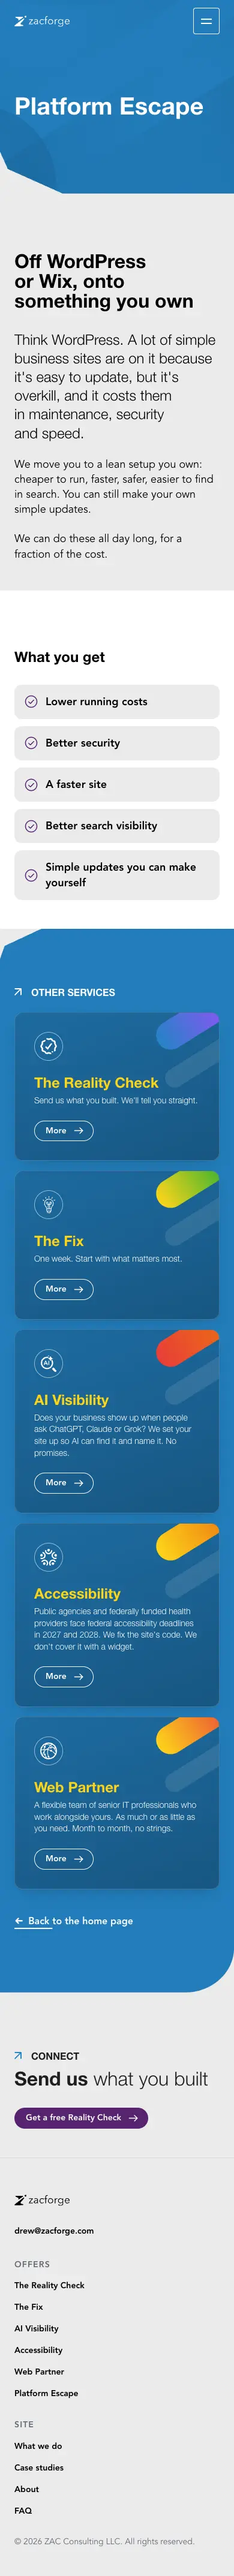 zacforge
Platform Escape
Off WordPress
or Wix, onto
something you own
Think WordPress. A lot of simple
business sites are on it because
it's easy to update, but it's
overkill, and it costs them
in maintenance, security
and speed.
We move you to a lean setup you own:
cheaper to run, faster, safer, easier to find
in search. You can still make your own
simple updates.
We can do these all day long, for a
fraction of the cost.
What you get
Lower running costs
Better security
A faster site
Better search visibility
Simple updates you can make
yourself
OTHER SERVICES
The Reality Check
Send us what you built. We'll tell you straight.
More
The Fix
One week. Start with what matters most.
More
AI
AI Visibility
Does your business show up when people
ask ChatGPT, Claude or Grok? We set your
site up so AI can find it and name it. No
promises.
More
Accessibility
Public agencies and federally funded health
providers face federal accessibility deadlines
in 2027 and 2028. We fix the site's code. We
don't cover it with a widget.
More
Web Partner
A flexible team of senior IT professionals who
work alongside yours. As much or as little as
you need. Month to month, no strings.
More
Back to the home page
CONNECT
Send us what you built
Get a free Reality Check
zacforge
drew@zacforge.com
OFFERS
The Reality Check
The Fix
AI Visibility
Accessibility
Web Partner
Platform Escape
SITE
What we do
Case studies
About
FAQ
© 2026 ZAC Consulting LLC. All rights reserved.